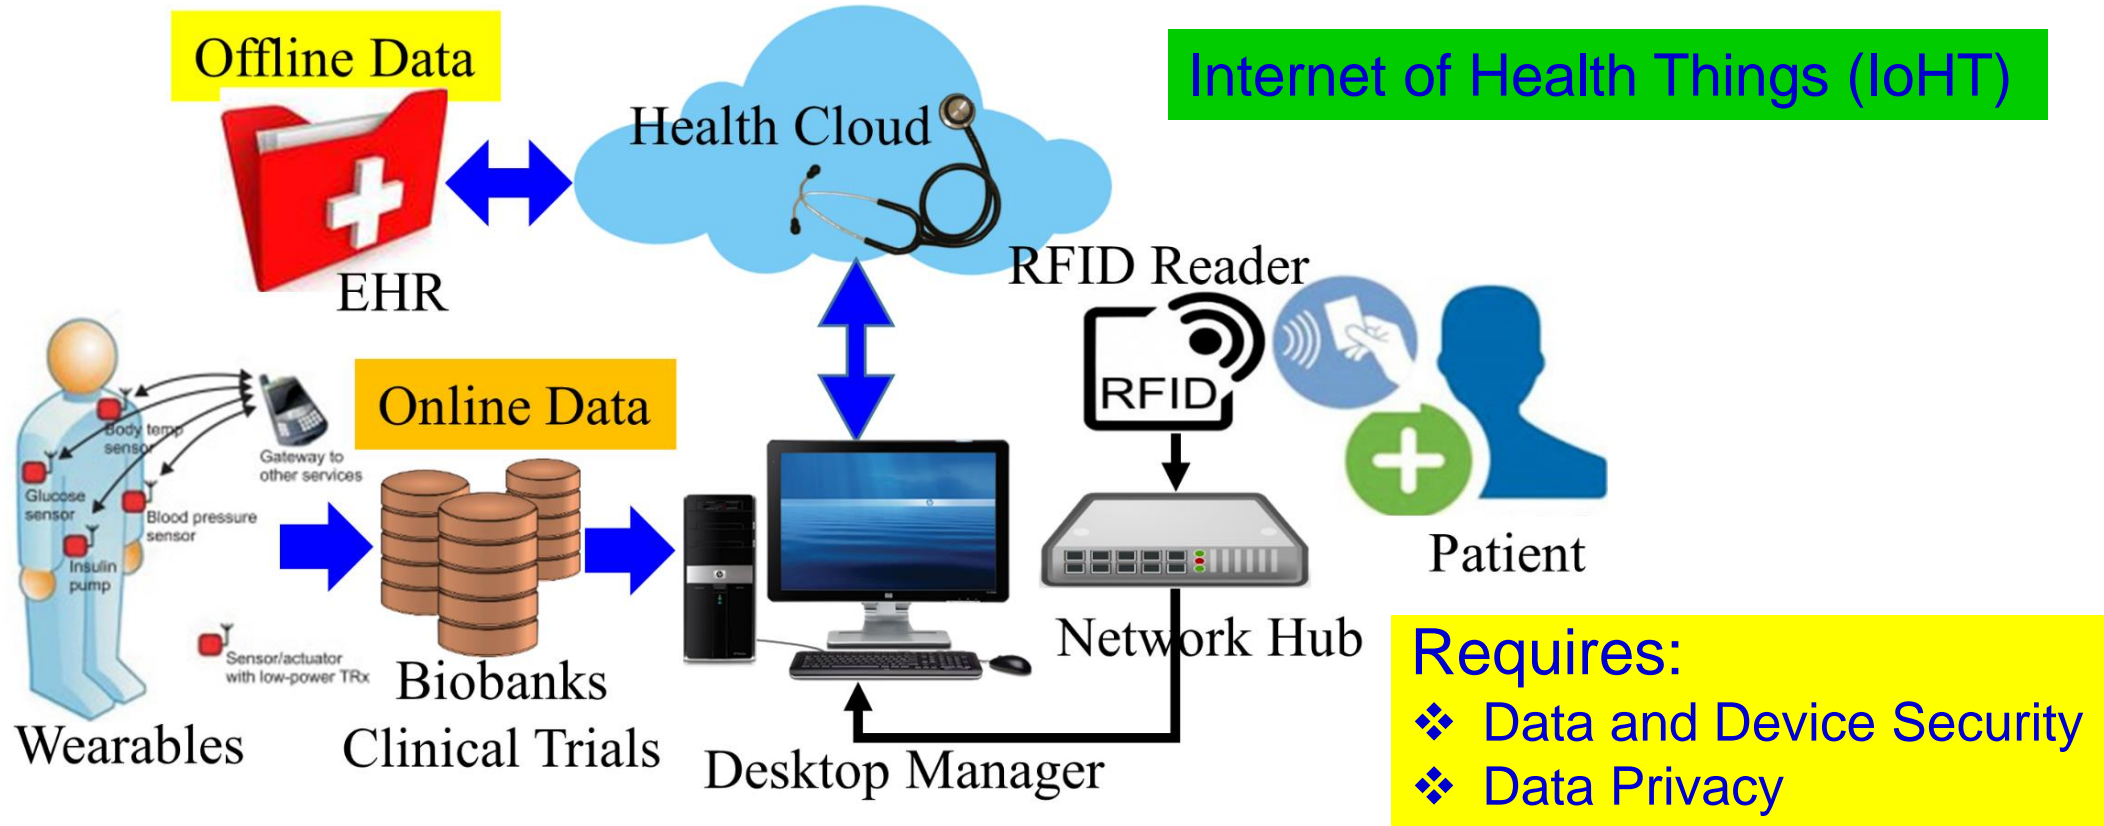 Offline Data
Health Cloud
Internet of Health Things (IoHT)
EHR
RFID Reader
RFID
Online Data
Body temp
sensor
Gateway to
other services
Glucose
sensor
Blood pressure
sensor
Insulin
pump
Sensor/actuator
with low-power TRx
Wearables
Biobanks
Clinical Trials
Desktop Manager
Network Hub
Patient
Requires:
❖ Data and Device Security
❖ Data Privacy